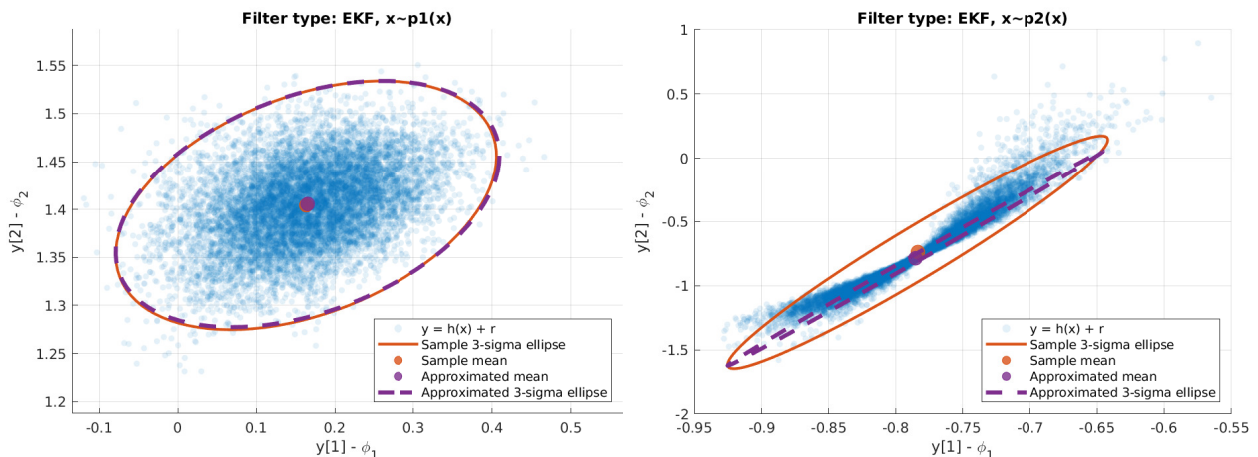 Filter type: EKF, x~p1(x)
1.55
1.5
1.45
1.4
1.35
1.3
1.25
1.2
y[2] - ϕ₂
-0.1 0 0.1 0.2 0.3 0.4 0.5
y[1] - ϕ₁
y = h(x) + r
Sample 3-sigma ellipse
Sample mean
Approximated mean
Approximated 3-sigma ellipse
Filter type: EKF, x~p2(x)
1
0.5
0
-0.5
-1
-1.5
-2
y[2] - ϕ₂
-0.95 -0.9 -0.85 -0.8 -0.75 -0.7 -0.65 -0.6 -0.55
y[1] - ϕ₁
y = h(x) + r
Sample 3-sigma ellipse
Sample mean
Approximated mean
Approximated 3-sigma ellipse